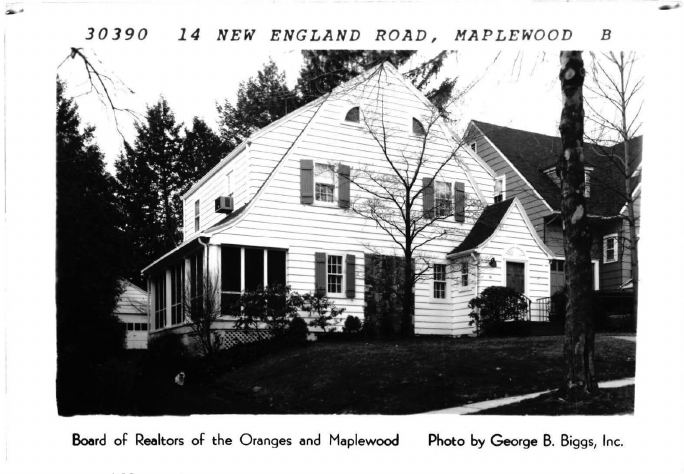 30390 14 NEW ENGLAND ROAD, MAPLEWOOD B
Board of Realtors of the Oranges and Maplewood Photo by George B. Biggs, Inc.